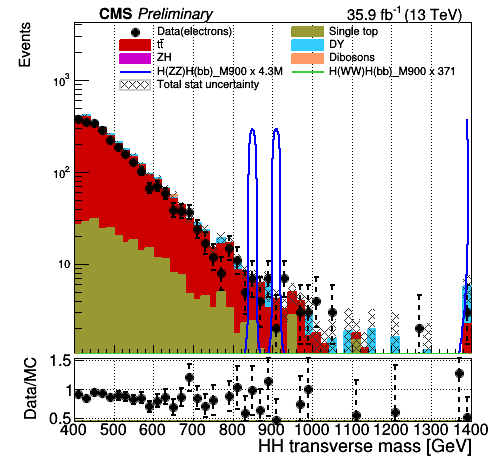 CMS Preliminary 35.9 fb⁻¹ (13 TeV)
Data(electrons) Single top
tt̄ DY
ZH Dibosons
H(ZZ)H(bb)_M900 x 4.3M H(WW)H(bb)_M900 x 371
Total stat uncertainty
Events
10³
10²
10
1
Data/MC
1.5
1.0
0.5
400 500 600 700 800 900 1000 1100 1200 1300 1400
HH transverse mass [GeV]